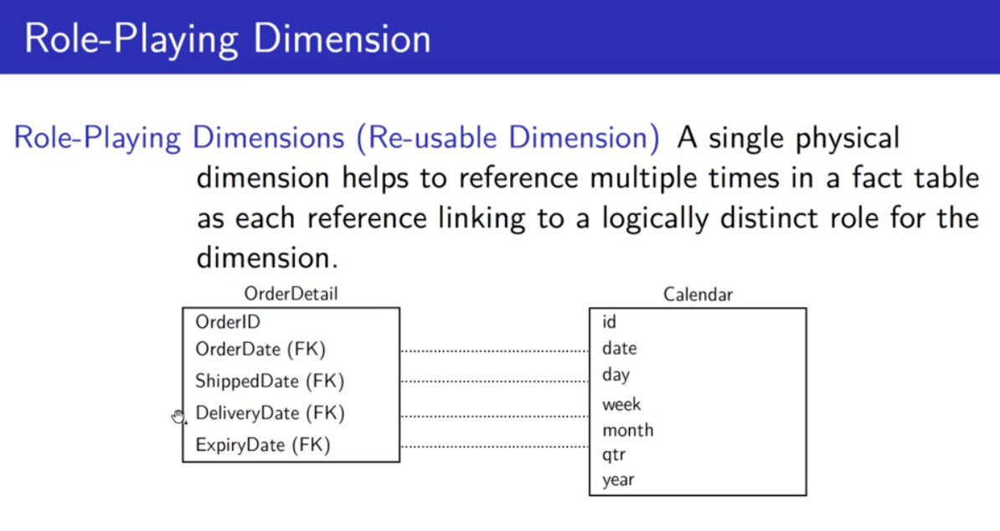 Role-Playing Dimension
Role-Playing Dimensions (Re-usable Dimension) A single physical
dimension helps to reference multiple times in a fact table
as each reference linking to a logically distinct role for the
dimension.
OrderDetail
OrderID
OrderDate (FK)
ShippedDate (FK)
DeliveryDate (FK)
ExpiryDate (FK)
Calendar
id
date
day
week
month
qtr
year